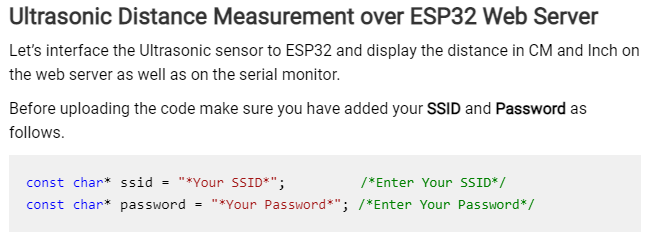 Ultrasonic Distance Measurement over ESP32 Web Server
Let’s interface the Ultrasonic sensor to ESP32 and display the distance in CM and Inch on
the web server as well as on the serial monitor.
Before uploading the code make sure you have added your SSID and Password as
follows.
const char* ssid = "*Your SSID*";          /*Enter Your SSID*/
const char* password = "*Your Password*"; /*Enter Your Password*/